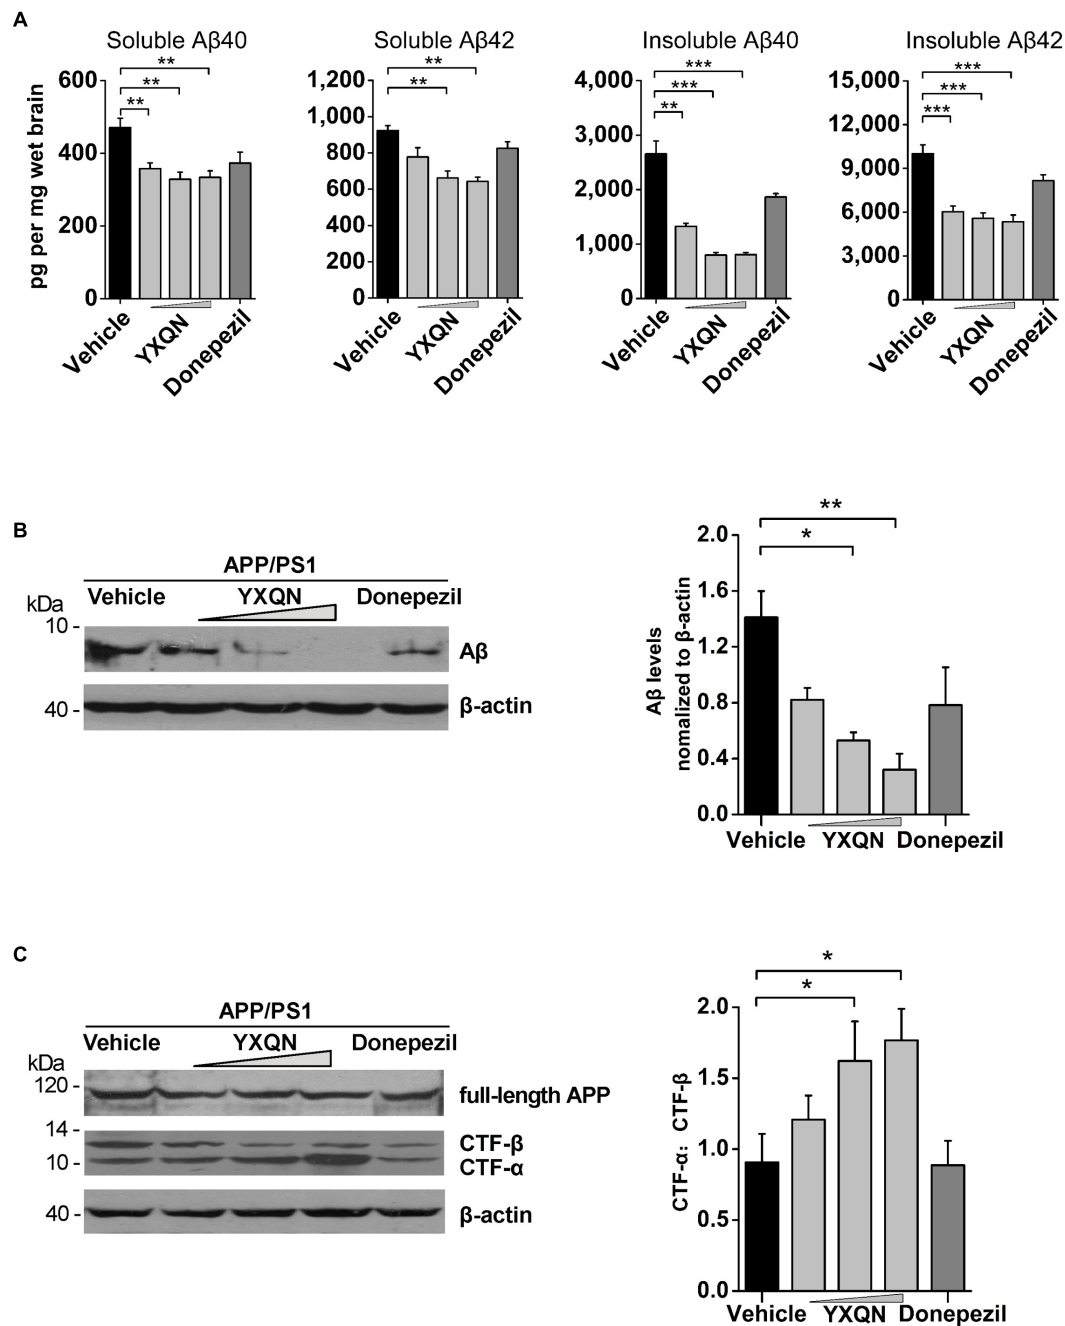 A
Soluble Aβ40
Soluble Aβ42
Insoluble Aβ40
Insoluble Aβ42
pg per mg wet brain
600
400
200
0
**
**
**
Vehicle
YXQN
Donepezil
1,200
1,000
800
600
400
200
0
**
**
Vehicle
YXQN
Donepezil
4,000
3,000
2,000
1,000
0
***
***
**
Vehicle
YXQN
Donepezil
15,000
12,000
9,000
6,000
3,000
0
***
***
***
Vehicle
YXQN
Donepezil
B
APP/PS1
Vehicle YXQN Donepezil
kDa
10 -
Aβ
40 -
β-actin
Aβ levels
nomalized to β-actin
2.0
1.6
1.2
0.8
0.4
0.0
**
*
Vehicle YXQN Donepezil
C
APP/PS1
Vehicle YXQN Donepezil
kDa
120 -
full-length APP
14 -
CTF-β
10 -
CTF-α
40 -
β-actin
CTF-α: CTF-β
2.0
1.5
1.0
0.5
0.0
*
*
Vehicle YXQN Donepezil